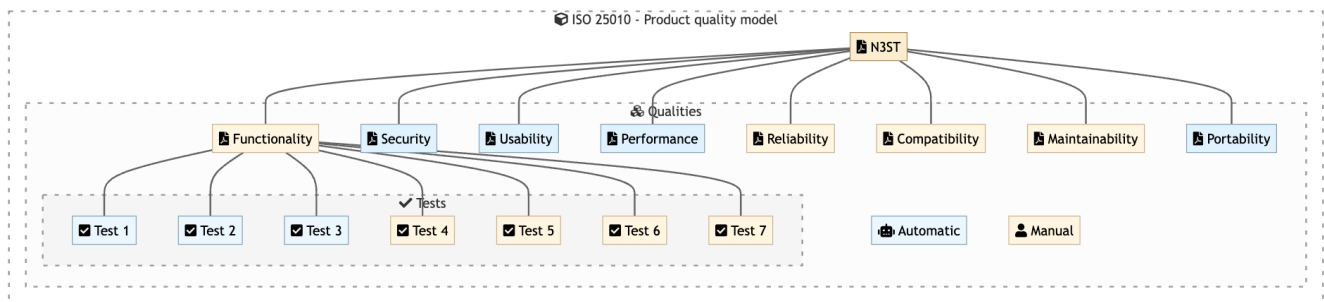 ISO 25010 - Product quality model
N3ST
Qualities
Functionality
Security
Usability
Performance
Reliability
Compatibility
Maintainability
Portability
Tests
Test 1
Test 2
Test 3
Test 4
Test 5
Test 6
Test 7
Automatic
Manual